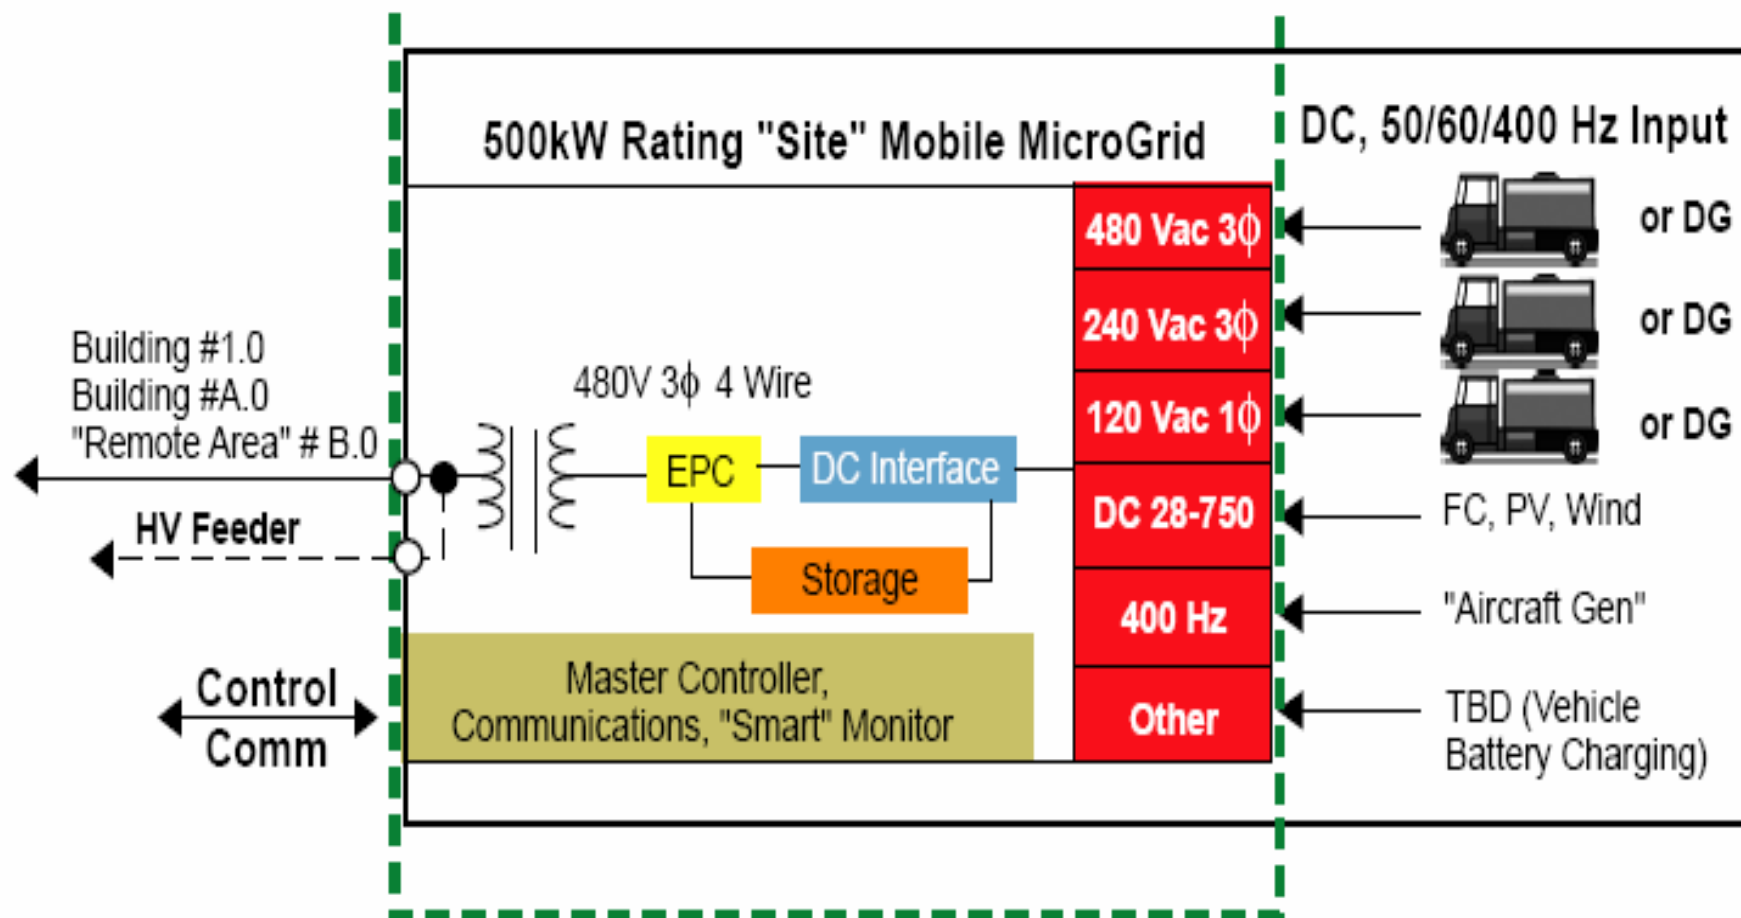 500kW Rating "Site" Mobile MicroGrid
DC, 50/60/400 Hz Input
480 Vac 3ϕ
or DG
240 Vac 3ϕ
or DG
120 Vac 1ϕ
or DG
DC 28-750
FC, PV, Wind
400 Hz
"Aircraft Gen"
Other
TBD (Vehicle
Battery Charging)
Building #1.0
Building #A.0
"Remote Area" # B.0
HV Feeder
480V 3ϕ 4 Wire
EPC
DC Interface
Storage
Master Controller,
Communications, "Smart" Monitor
Control
Comm